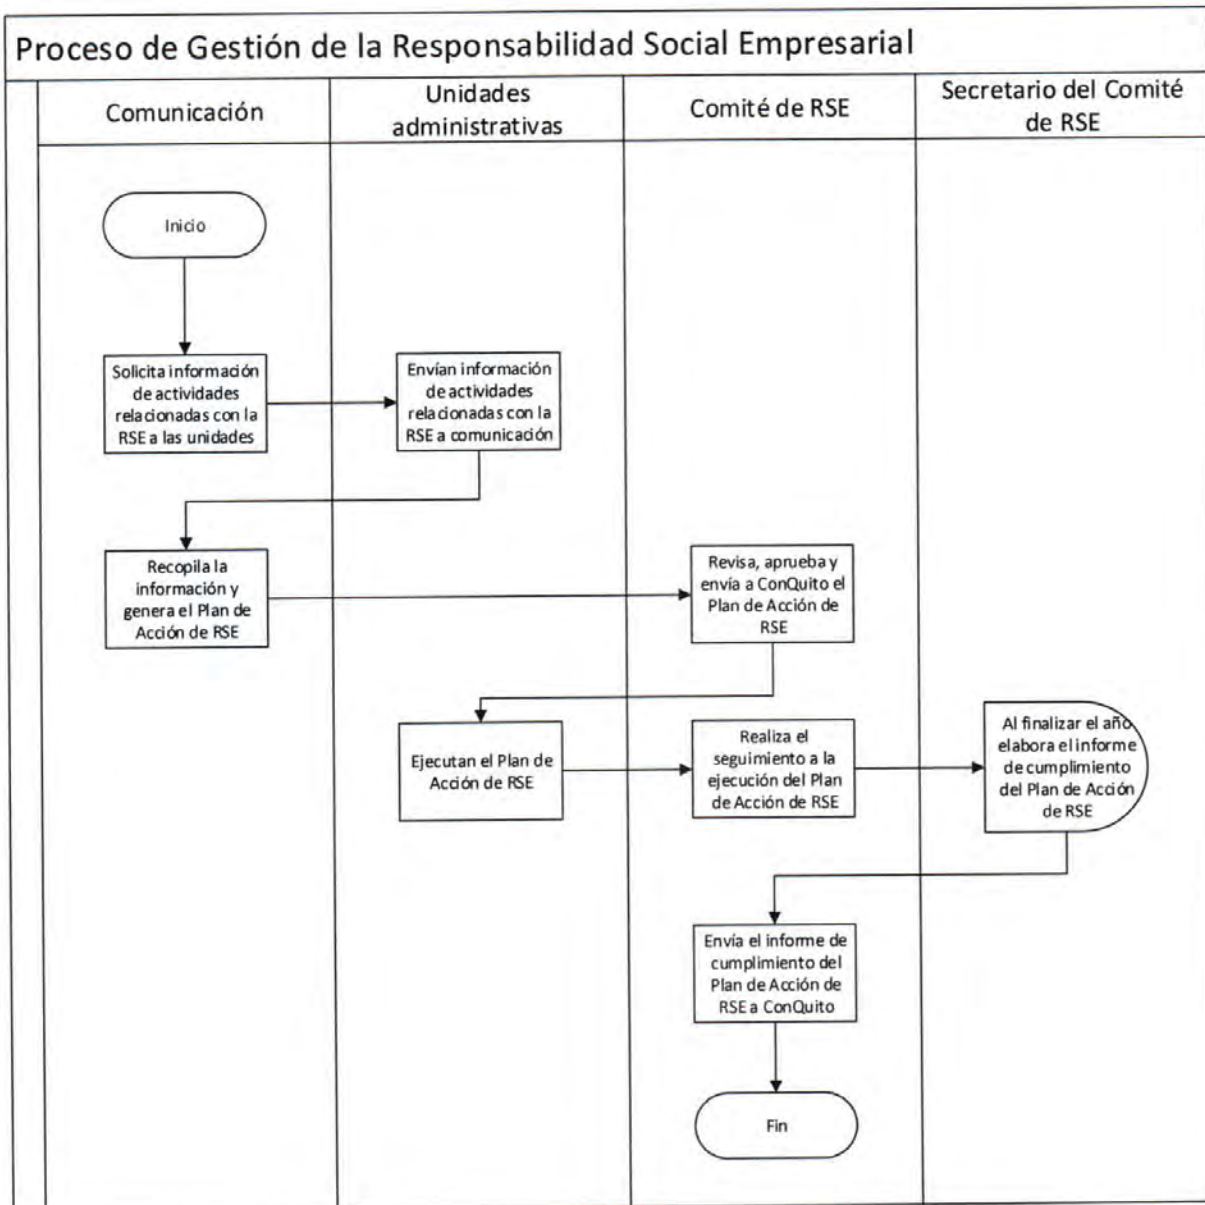 Proceso de Gestión de la Responsabilidad Social Empresarial
Comunicación
Unidades
administrativas
Comité de RSE
Secretario del Comité
de RSE
Inicio
Solicita información
de actividades
relacionadas con la
RSE a las unidades
Envían información
de actividades
relacionadas con la
RSE a comunicación
Recopila la
información y
genera el Plan de
Acción de RSE
Revisa, aprueba y
envía a ConQuito el
Plan de Acción de
RSE
Ejecutan el Plan de
Acción de RSE
Realiza el
seguimiento a la
ejecución del Plan
de Acción de RSE
Al finalizar el año
elabora el informe
de cumplimiento
del Plan de Acción
de RSE
Envía el informe de
cumplimiento del
Plan de Acción de
RSE a ConQuito
Fin